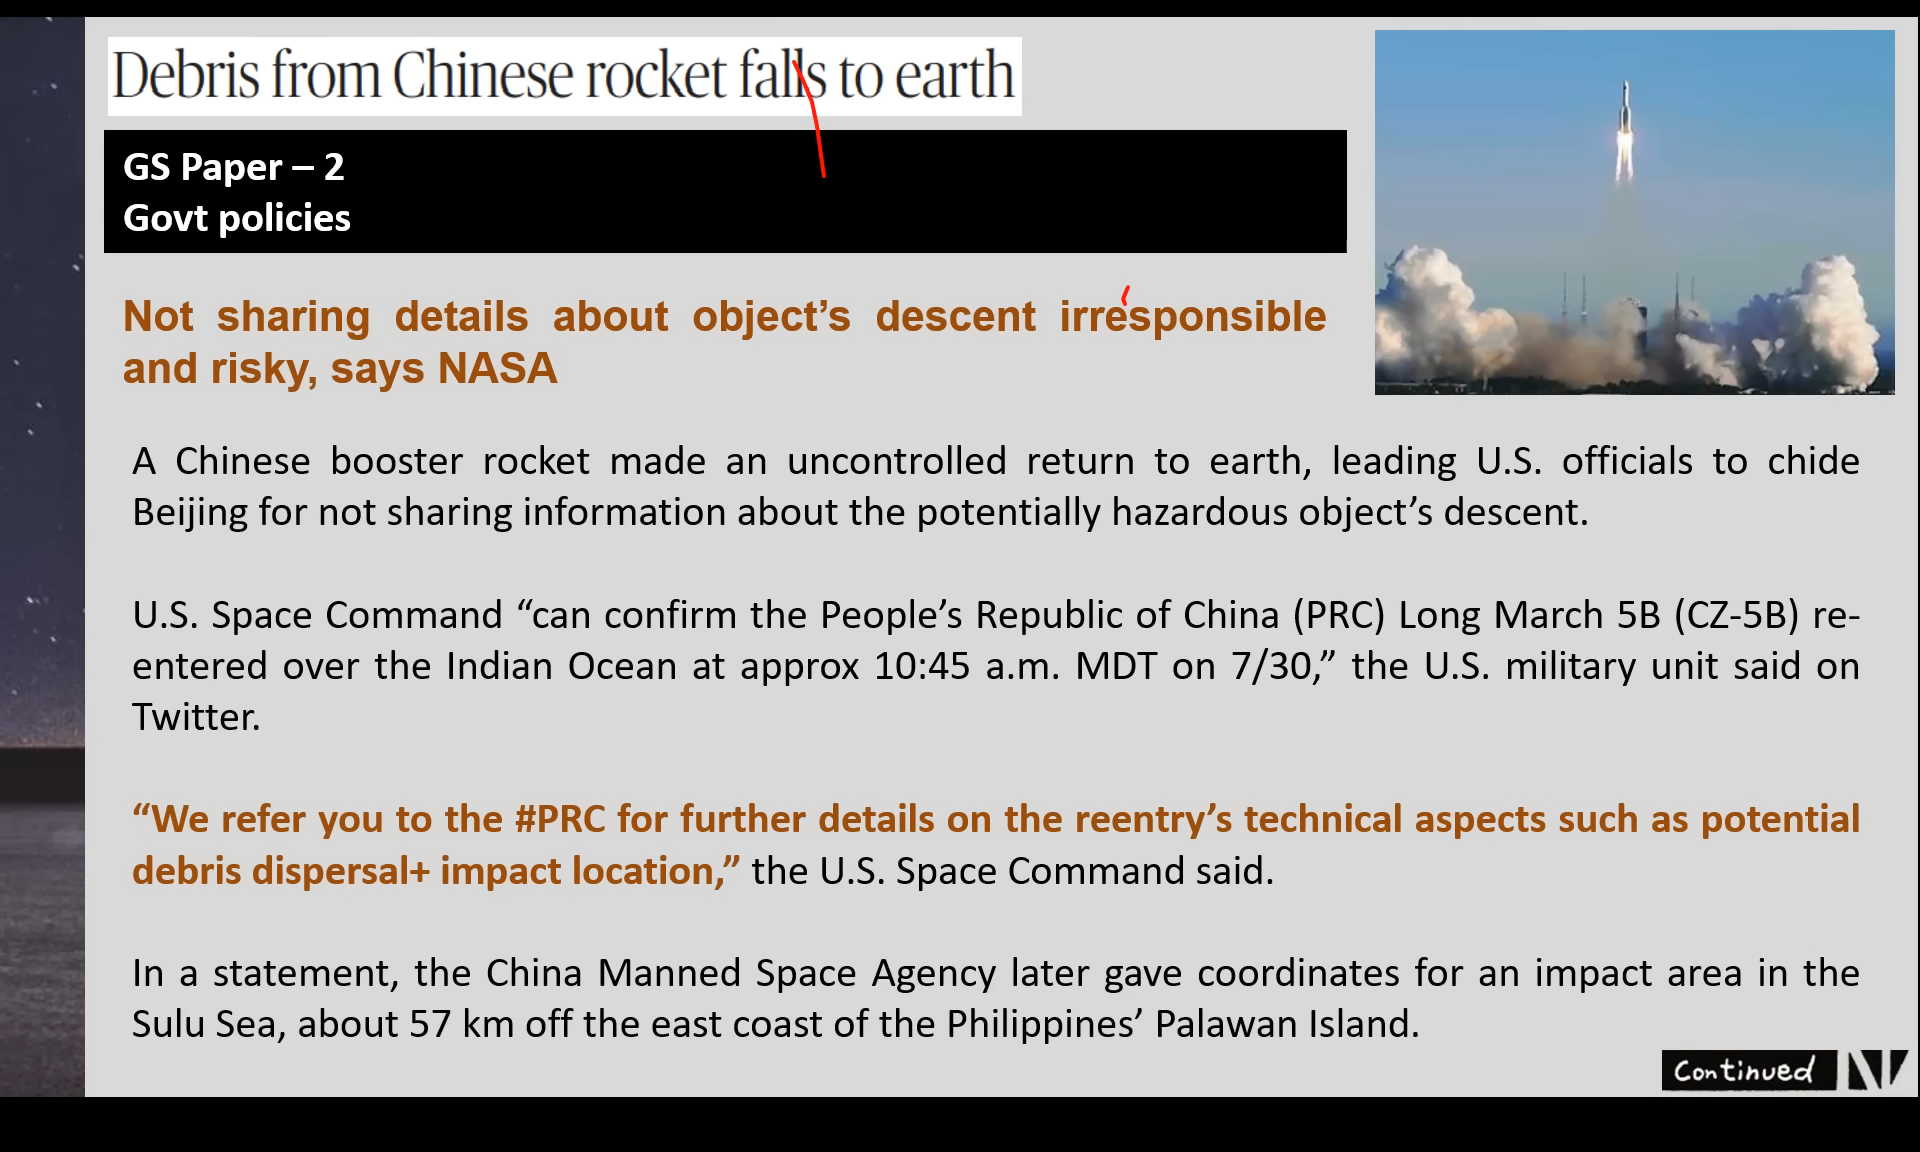 Debris from Chinese rocket falls to earth
GS Paper – 2
Govt policies
Not sharing details about object’s descent irresponsible
and risky, says NASA
A Chinese booster rocket made an uncontrolled return to earth, leading U.S. officials to chide
Beijing for not sharing information about the potentially hazardous object’s descent.
U.S. Space Command “can confirm the People’s Republic of China (PRC) Long March 5B (CZ-5B) re-
entered over the Indian Ocean at approx 10:45 a.m. MDT on 7/30,” the U.S. military unit said on
Twitter.
“We refer you to the #PRC for further details on the reentry’s technical aspects such as potential
debris dispersal+ impact location,” the U.S. Space Command said.
In a statement, the China Manned Space Agency later gave coordinates for an impact area in the
Sulu Sea, about 57 km off the east coast of the Philippines’ Palawan Island.
Continued